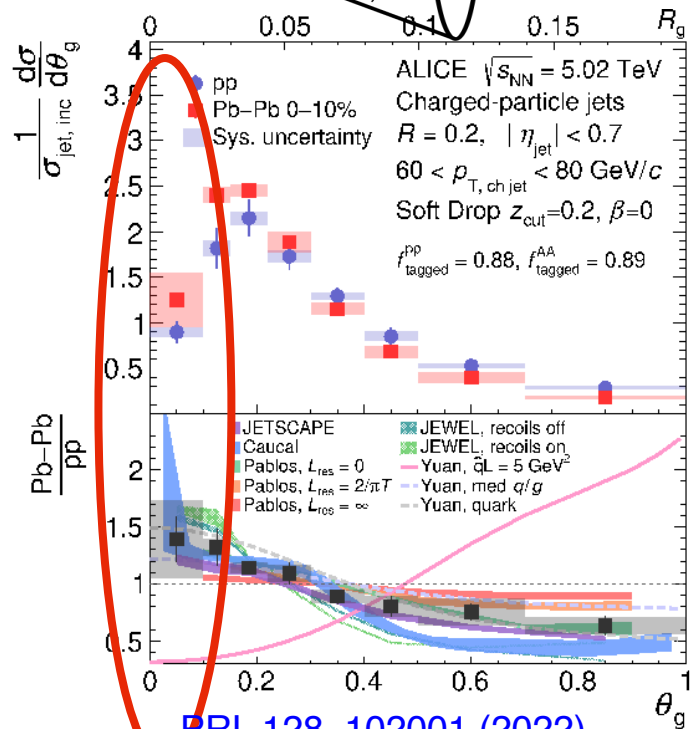 0 0.05 0.1 0.15 R_g
1/σ_jet, inc dσ/dθ_g
4
3.5
3
2.5
2
1.5
1
0.5
pp
Pb−Pb 0−10%
Sys. uncertainty
ALICE √s_NN = 5.02 TeV
Charged-particle jets
R = 0.2, | η_jet | < 0.7
60 < p_T, ch jet < 80 GeV/c
Soft Drop z_cut=0.2, β=0
f^pp_tagged = 0.88, f^AA_tagged = 0.89
Pb−Pb/pp
2
1.5
1
0.5
JETSCAPE
Caucal
Pablos, L_res = 0
Pablos, L_res = 2/πT
Pablos, L_res = ∞
JEWEL, recoils off
JEWEL, recoils on
Yuan, q̂L = 5 GeV²
Yuan, med q/g
Yuan, quark
0 0.2 0.4 0.6 0.8 1
θ_g
PRL 128, 102001 (2022)